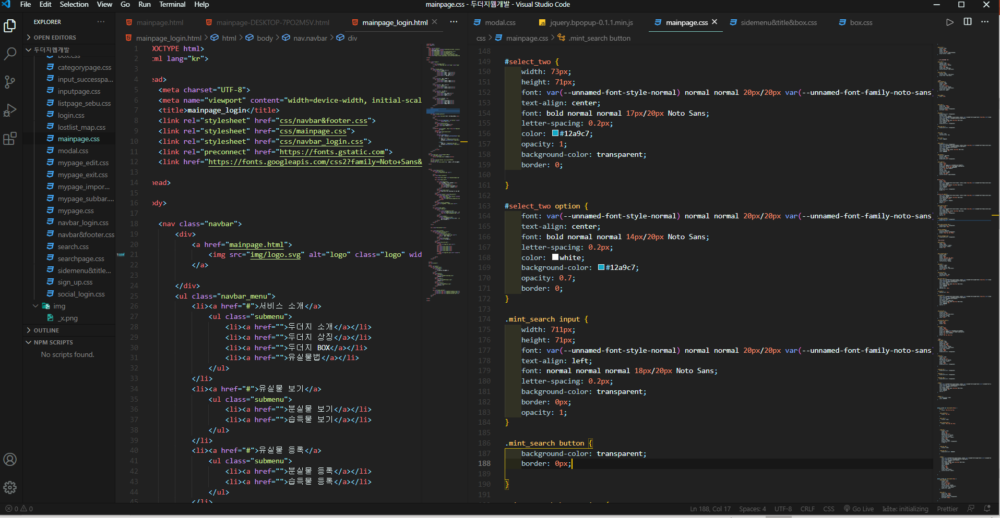 File Edit Selection View Go Run Terminal Help
mainpage.css - 두더지웹개발 - Visual Studio Code
EXPLORER
OPEN EDITORS
두더지웹개발
box.css
categorypage.css
input_successpa...
inputpage.css
listpage_sebu.css
login.css
lostlist_map.css
mainpage.css
modal.css
mypage_edit.css
mypage_exit.css
mypage_impor...
mypage_subbar....
mypage.css
navbar_login.css
navbar&footer.css
search.css
searchpage.css
sidemenu&title...
sign_up.css
social_login.css
img
_x.png
OUTLINE
NPM SCRIPTS
No scripts found.
mainpage.html mainpage-DESKTOP-7PO2M5V.html mainpage_login.html
mainpage_login.html > html > body > nav.navbar > div
1 DOCTYPE html>
2 tml lang="kr">
3
4 ead>
5 <meta charset="UTF-8">
6 <meta name="viewport" content="width=device-width, initial-scal
7 <title>mainpage_login</title>
8 <link rel="stylesheet" href="css/navbar&footer.css">
9 <link rel="stylesheet" href="css/mainpage.css">
10 <link rel="stylesheet" href="css/navbar_login.css">
11 <link rel="preconnect" href="https://fonts.gstatic.com">
12 <link href="https://fonts.googleapis.com/css2?family=Noto+Sans&
13
14 head>
15
16 ody>
17
18 <nav class="navbar">
19 <div>
20 <a href="mainpage.html">
21 <img src="img/logo.svg" alt="logo" class="logo" wid
22 </a>
23
24 </div>
25 <ul class="navbar_menu">
26 <li><a href="#">서비스 소개</a>
27 <ul class="submenu">
28 <li><a href="">두더지 소개</a></li>
29 <li><a href="">두더지 상징</a></li>
30 <li><a href="">두더지 BOX</a></li>
31 <li><a href="">유실물법</a></li>
32 </ul>
33 </li>
34 <li><a href="#">유실물 보기</a>
35 <ul class="submenu">
36 <li><a href="">분실물 보기</a></li>
37 <li><a href="">습득물 보기</a></li>
38 </ul>
39 </li>
40 <li><a href="#">유실물 등록</a>
41 <ul class="submenu">
42 <li><a href="">분실물 등록</a></li>
43 <li><a href="">습득물 등록</a></li>
44 </ul>
45 </li>
modal.css jquery.bpopup-0.1.1.min.js mainpage.css sidemenu&title&box.css box.css
css > mainpage.css > .mint_search button
148
149 #select_two {
150 width: 73px;
151 height: 71px;
152 font: var(--unnamed-font-style-normal) normal normal 20px/20px var(--unnamed-font-family-noto-sans)
153 text-align: center;
154 font: bold normal normal 17px/20px Noto Sans;
155 letter-spacing: 0.2px;
156 color: #12a9c7;
157 opacity: 1;
158 background-color: transparent;
159 border: 0;
160
161 }
162
163 #select_two option {
164 font: var(--unnamed-font-style-normal) normal normal 20px/20px var(--unnamed-font-family-noto-sans)
165 text-align: center;
166 font: bold normal normal 14px/20px Noto Sans;
167 letter-spacing: 0.2px;
168 color: white;
169 background-color: #12a9c7;
170 opacity: 0.7;
171 border: 0;
172 }
173
174 .mint_search input {
175 width: 711px;
176 height: 71px;
177 font: var(--unnamed-font-style-normal) normal normal 20px/20px var(--unnamed-font-family-noto-sans)
178 text-align: left;
179 font: normal normal normal 18px/20px Noto Sans;
180 letter-spacing: 0.2px;
181 background-color: transparent;
182 border: 0px;
183 opacity: 1;
184 }
185
186 .mint_search button {
187 background-color: transparent;
188 border: 0px;
189
190 }
191
0 0
Ln 188, Col 17 Spaces: 4 UTF-8 CRLF CSS Go Live kite: initializing Prettier